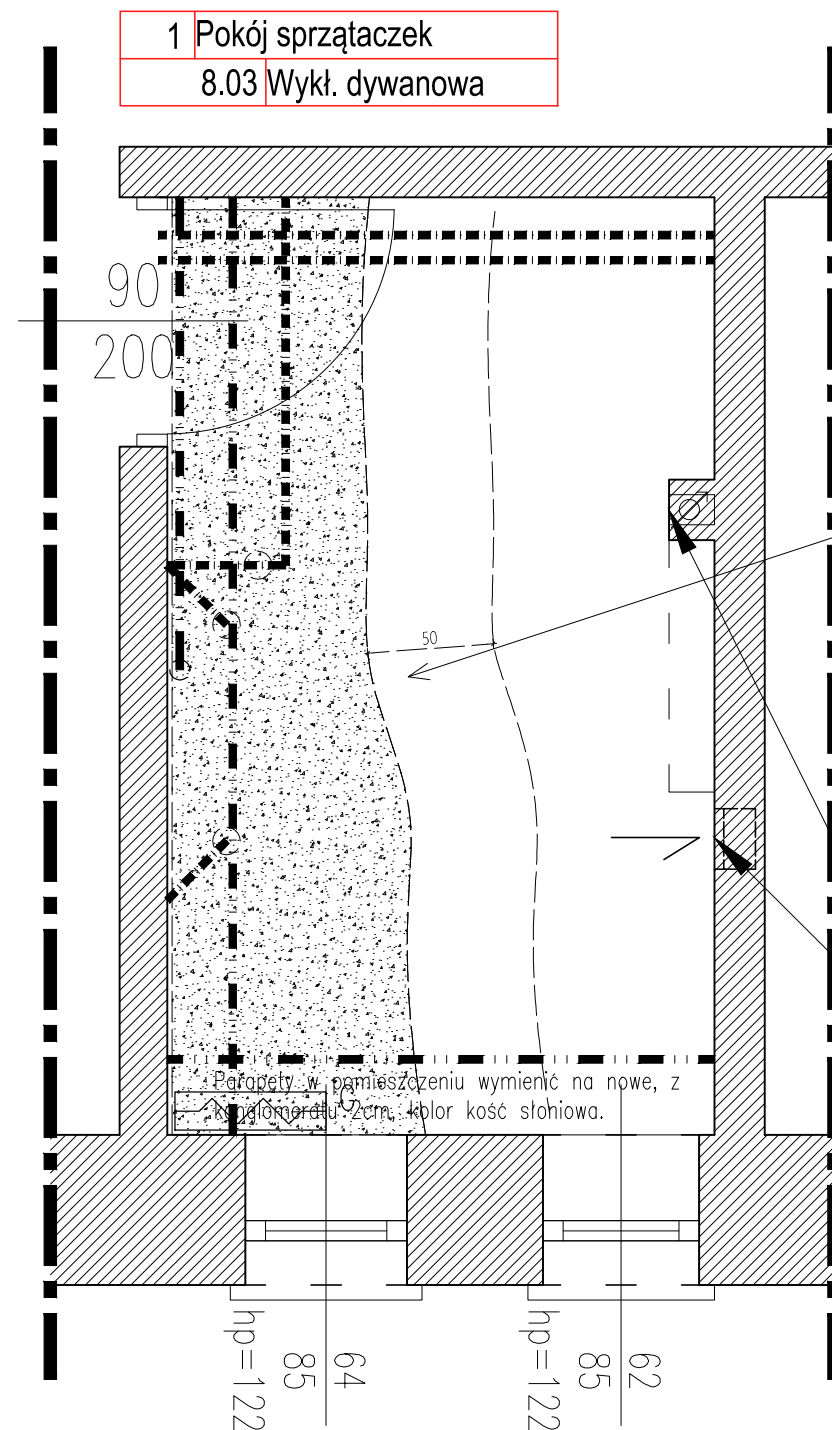 1 Pokój sprzątaczek
8.03 Wykł. dywanowa
90
200
50
Parapety w pomieszczeniu wymienić na nowe, z
konglomeratu 2cm, kolor kość słoniowa.
hp=122
85
64
hp=122
85
62